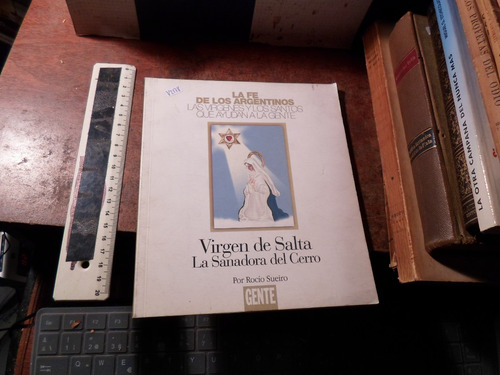 LA FE
DE LOS ARGENTINOS
LAS VIRGENES Y LOS SANTOS
QUE AYUDAN A LA GENTE
Virgen de Salta
La Sanadora del Cerro
Por Rocío Sueiro
GENTE
LA OTRA CAMPANA DEL NUNCA MAS